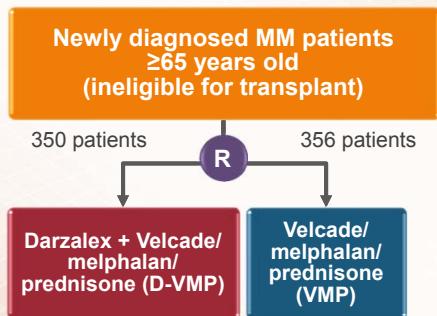 Newly diagnosed MM patients
≥65 years old
(ineligible for transplant)
350 patients
356 patients
R
Darzalex + Velcade/
melphalan/
prednisone (D-VMP)
Velcade/
melphalan/
prednisone
(VMP)